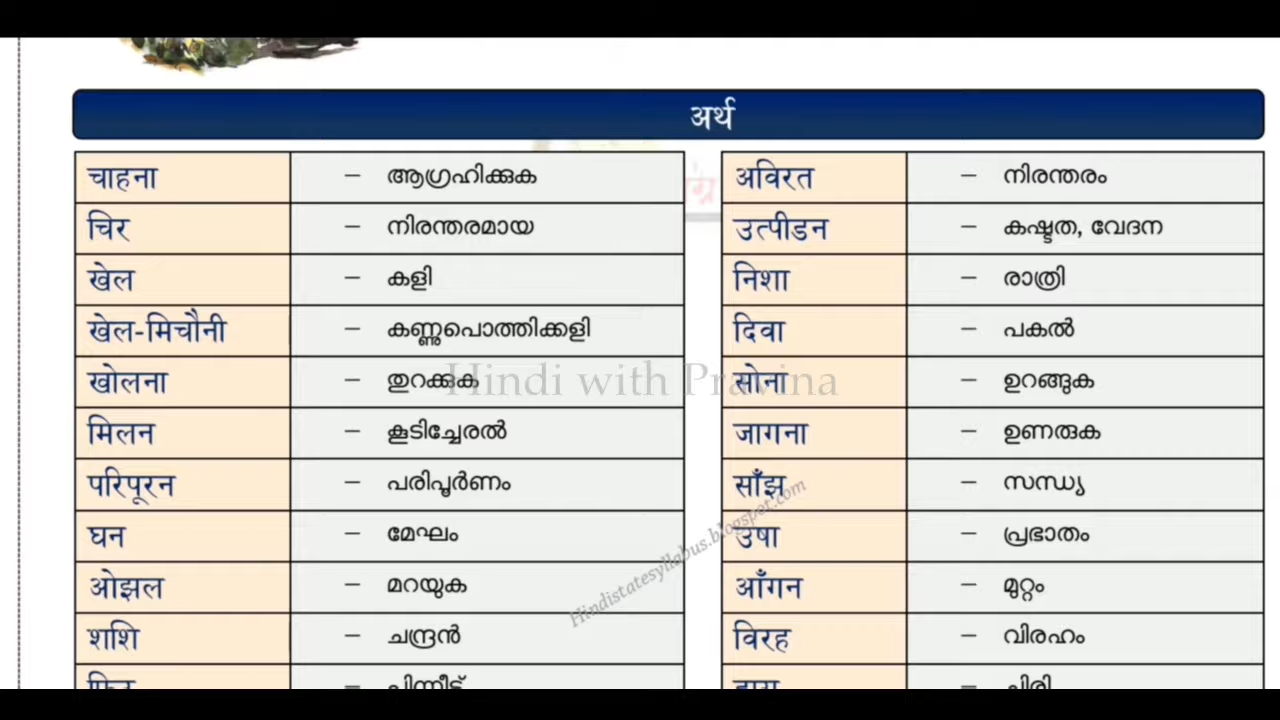 अर्थ
चाहना – ആഗ്രഹിക്കുക
चिर – നിരന്തരമായ
खेल – കളി
खेल-मिचौनी – കണ്ണുപൊത്തിക്കളി
खोलना – തുറക്കുക
मिलन – കൂടിച്ചേരൽ
परिपूरन – പരിപൂർണം
घन – മേഘം
ओझल – മറയുക
शशि – ചന്ദ്രൻ
फिर – പിന്നീട്
अविरत – നിരന്തരം
उत्पीडन – കഷ്ടത, വേദന
निशा – രാത്രി
दिवा – പകൽ
सोना – ഉറങ്ങുക
जागना – ഉണരുക
साँझ – സന്ധ്യ
उषा – പ്രഭാതം
आँगन – മുറ്റം
विरह – വിരഹം
– ചിരി
Hindi with Pravina
Hindistatesyllabus.blogspot.com